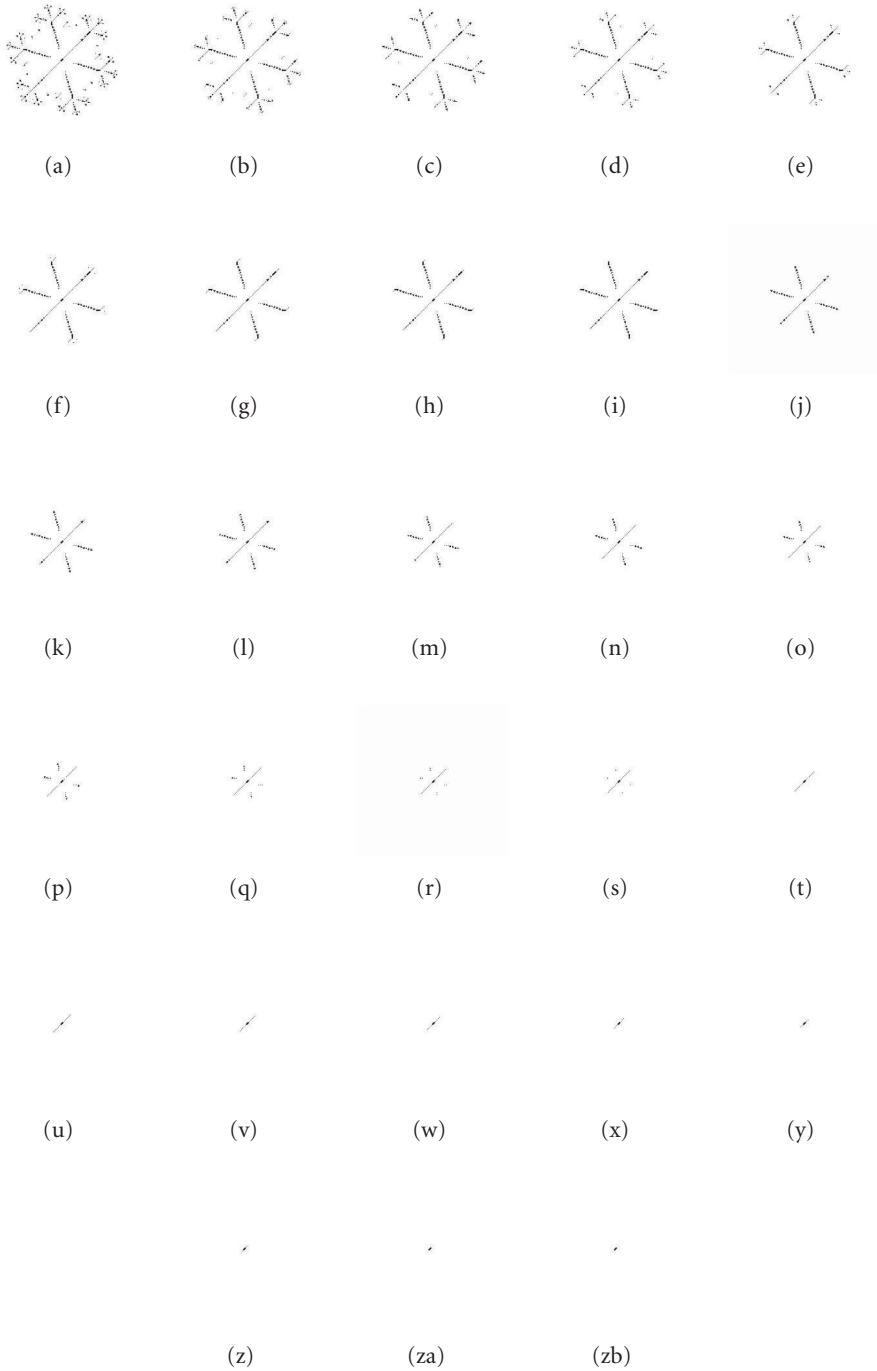 (a) (b) (c) (d) (e)
(f) (g) (h) (i) (j)
(k) (l) (m) (n) (o)
(p) (q) (r) (s) (t)
(u) (v) (w) (x) (y)
(z) (za) (zb)